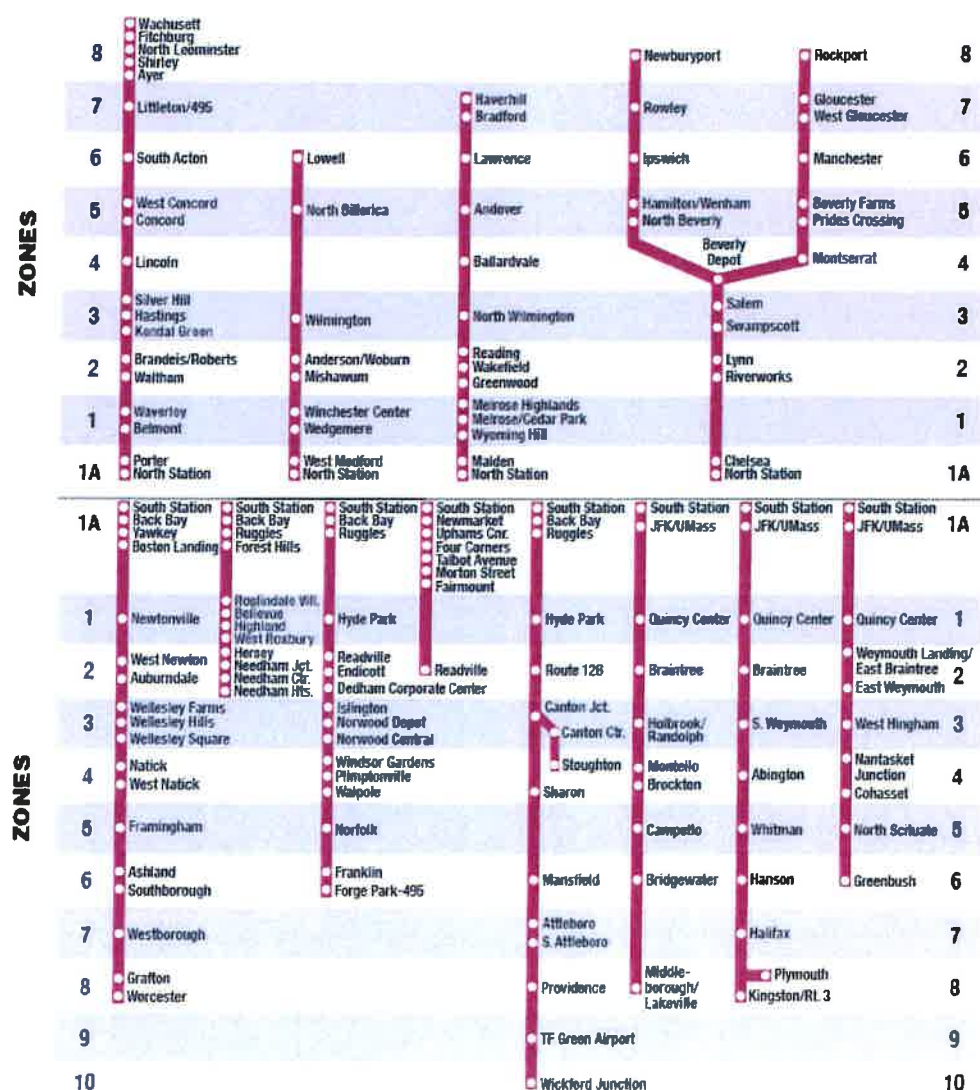 ZONES
8
7
6
5
4
3
2
1
1A
Wachusett
Fitchburg
North Leominster
Shirley
Ayer
Littleton/495
South Acton
West Concord
Concord
Lincoln
Silver Hill
Hastings
Kendal Green
Brandeis/Roberts
Waltham
Waverley
Belmont
Porter
North Station
Lowell
North Billerica
Wilmington
Anderson/Woburn
Mishawum
Winchester Center
Wedgemere
West Medford
North Station
Haverhill
Bradford
Lawrence
Andover
Ballardvale
North Wilmington
Reading
Wakefield
Greenwood
Melrose Highlands
Melrose/Cedar Park
Wyoming Hill
Malden
North Station
Newburyport
Rowley
Ipswich
Hamilton/Wenham
North Beverly
Rockport
Gloucester
West Gloucester
Manchester
Beverly Farms
Prides Crossing
Montserrat
Beverly
Depot
Salem
Swampscott
Lynn
Riverworks
Chelsea
North Station
8
7
6
5
4
3
2
1
1A
ZONES
1A
1
2
3
4
5
6
7
8
9
10
South Station
Back Bay
Yawkey
Boston Landing
Newtonville
West Newton
Auburndale
Wellesley Farms
Wellesley Hills
Wellesley Square
Natick
West Natick
Framingham
Ashland
Southborough
Westborough
Grafton
Worcester
South Station
Back Bay
Ruggles
Forest Hills
Roslindale Vill.
Bellevue
Highland
West Roxbury
Hersey
Needham Jct.
Needham Ctr.
Needham Hts.
South Station
Back Bay
Ruggles
Hyde Park
Readville
Endicott
Dedham Corporate Center
Islington
Norwood Depot
Norwood Central
Windsor Gardens
Plimptonville
Walpole
Norfolk
Franklin
Forge Park-495
South Station
Newmarket
Uphams Cnr.
Four Corners
Talbot Avenue
Morton Street
Fairmount
Readville
South Station
Back Bay
Ruggles
Hyde Park
Route 128
Canton Jct.
Canton Ctr.
Stoughton
Sharon
Mansfield
Attleboro
S. Attleboro
Providence
TF Green Airport
Wickford Junction
South Station
JFK/UMass
Quincy Center
Braintree
Holbrook/
Randolph
Montello
Brockton
Campello
Bridgewater
Middle-
borough/
Lakeville
South Station
JFK/UMass
Quincy Center
Braintree
S. Weymouth
Abington
Whitman
Hanson
Halifax
Plymouth
Kingston/Rt. 3
South Station
JFK/UMass
Quincy Center
Weymouth Landing/
East Braintree
East Weymouth
West Hingham
Nantasket
Junction
Cohasset
North Scituate
Greenbush
1A
1
2
3
4
5
6
7
8
9
10